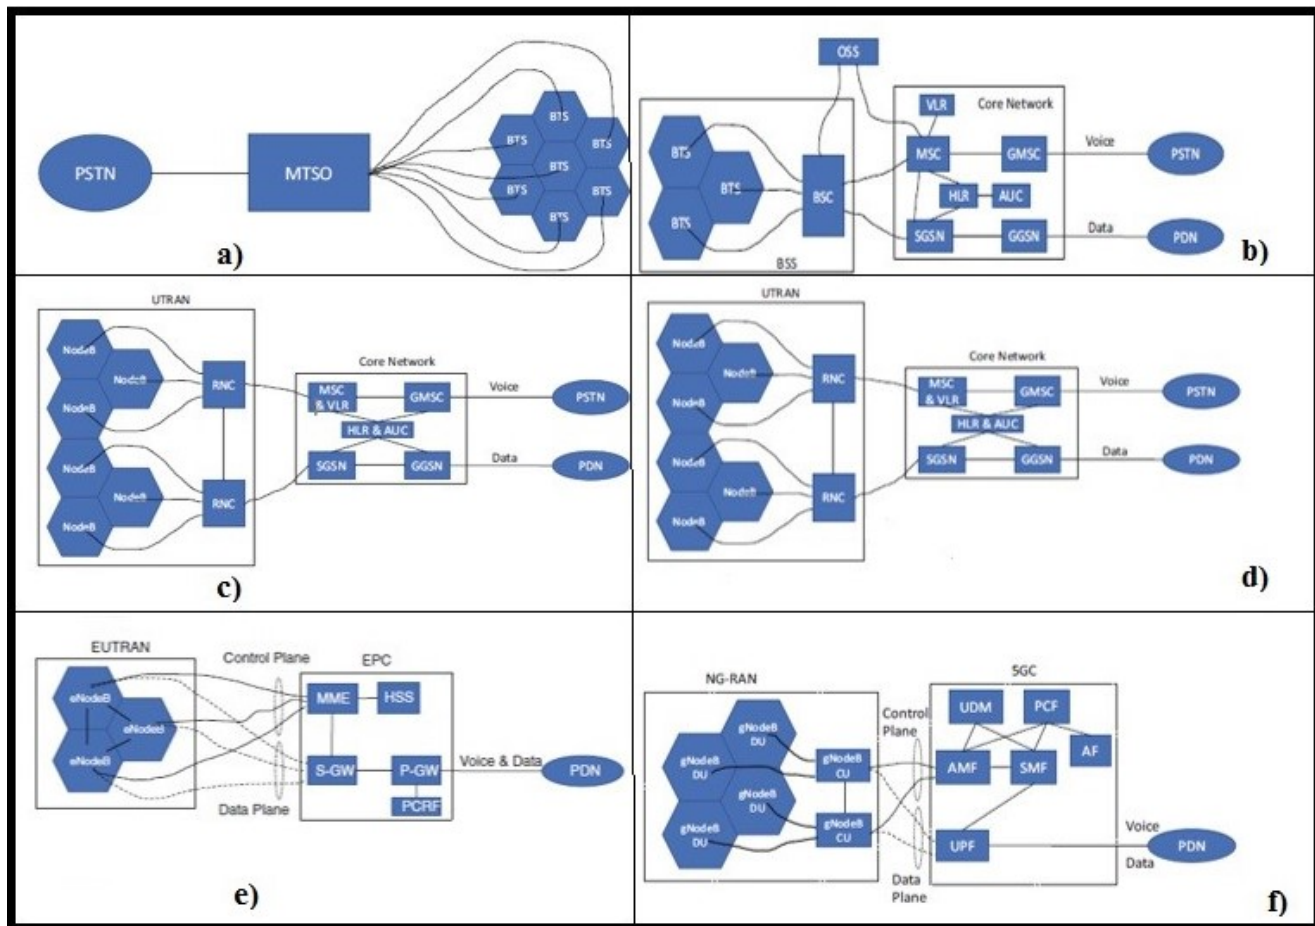 PSTN
MTSO
BTS
BTS
BTS
BTS
BTS
BTS
BTS
a)
OSS
BTS
BTS
BTS
BSC
BSS
Core Network
VLR
MSC
GMSC
HLR
AUC
SGSN
GGSN
Voice
Data
PSTN
PDN
b)
UTRAN
NodeB
NodeB
NodeB
NodeB
NodeB
NodeB
RNC
RNC
Core Network
MSC
& VLR
GMSC
HLR & AUC
SGSN
GGSN
Voice
Data
PSTN
PDN
c)
UTRAN
NodeB
NodeB
NodeB
NodeB
NodeB
NodeB
RNC
RNC
Core Network
MSC
& VLR
GMSC
HLR & AUC
SGSN
GGSN
Voice
Data
PSTN
PDN
d)
EUTRAN
eNodeB
eNodeB
eNodeB
Control Plane
Data Plane
EPC
MME
HSS
S-GW
P-GW
PCRF
Voice & Data
PDN
e)
NG-RAN
gNodeB
DU
gNodeB
DU
gNodeB
DU
gNodeB
DU
gNodeB
CU
gNodeB
CU
Control
Plane
Data
Plane
5GC
UDM
PCF
AF
AMF
SMF
UPF
Voice
Data
PDN
f)